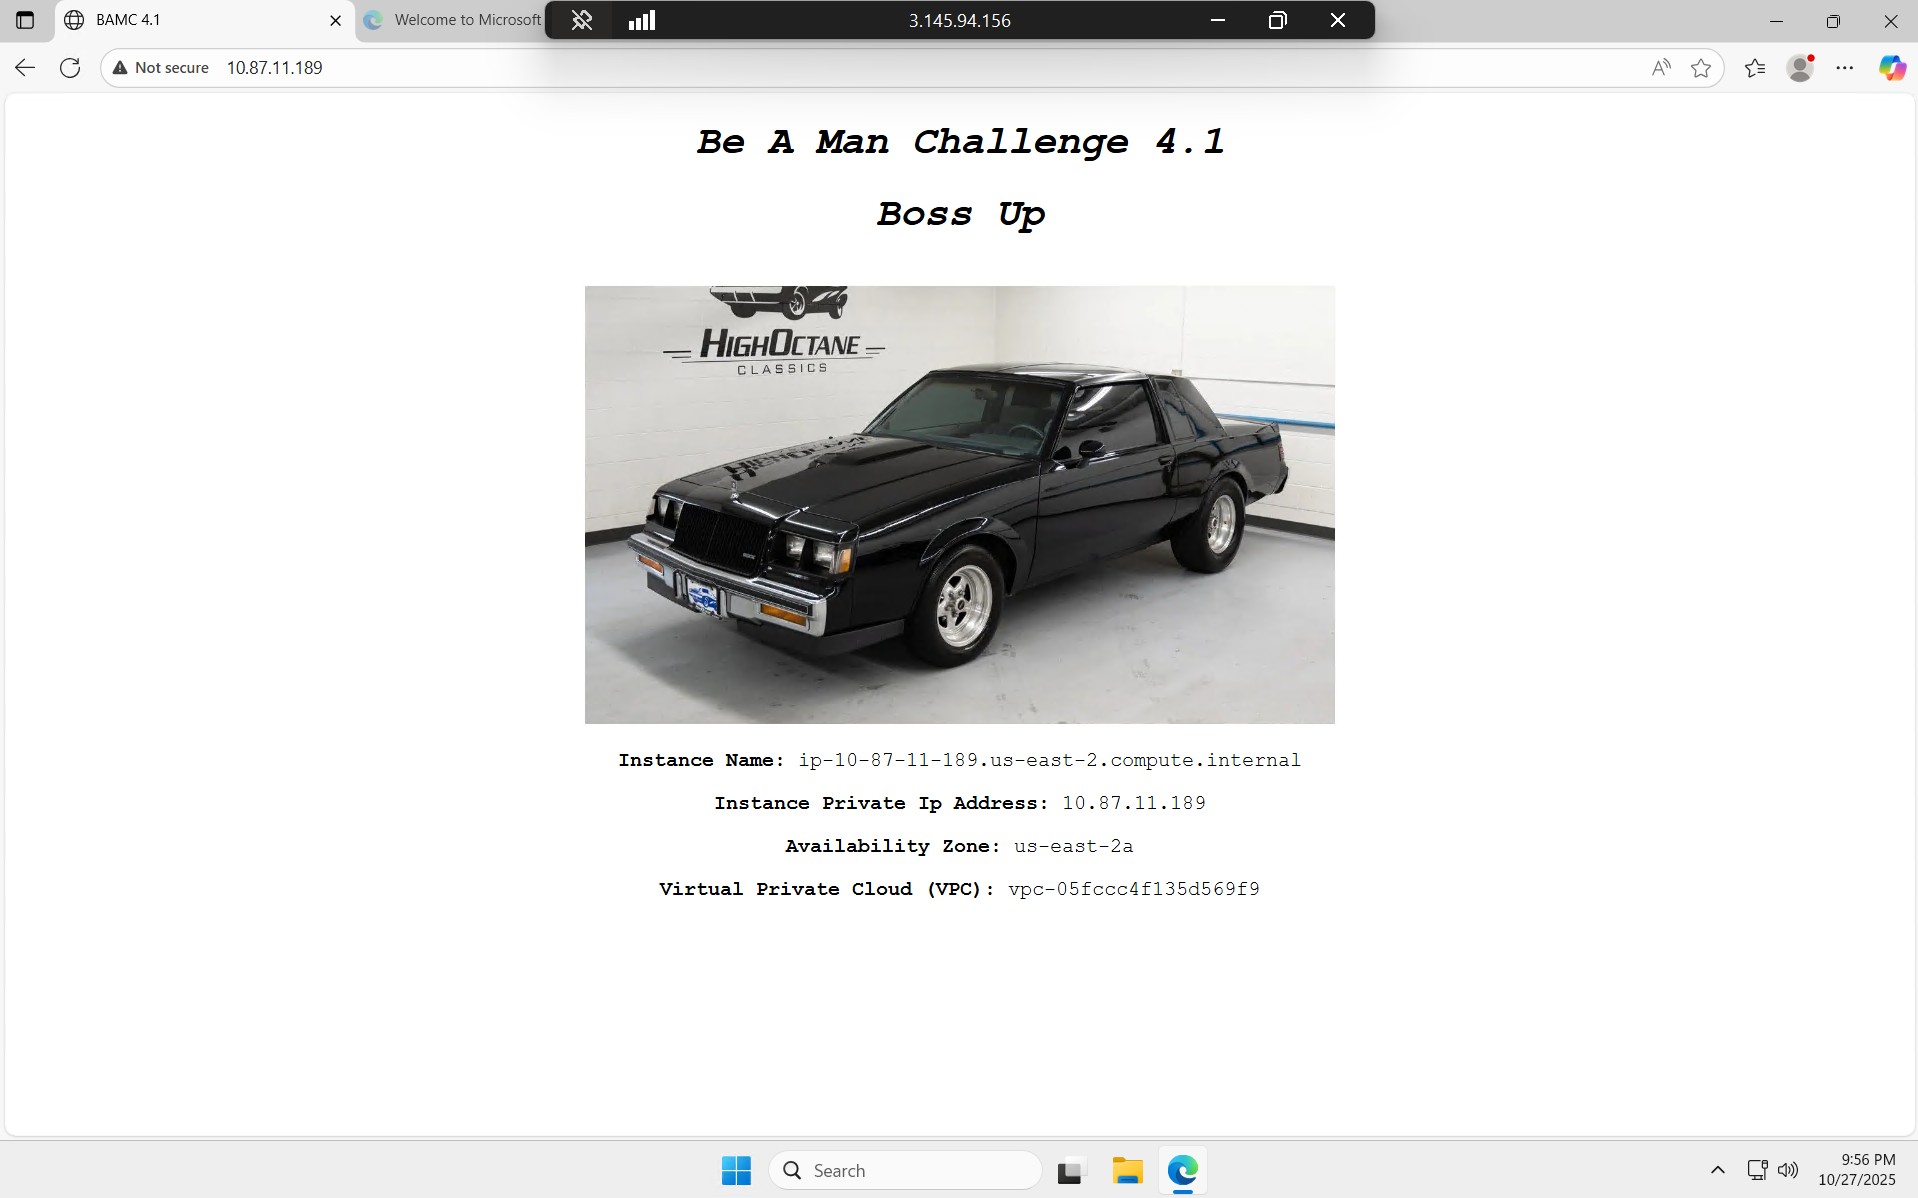 BAMC 4.1
Welcome to Microsoft
3.145.94.156
Not secure
10.87.11.189
Be A Man Challenge 4.1
Boss Up
HIGHOCTANE
CLASSICS
Instance Name: ip-10-87-11-189.us-east-2.compute.internal
Instance Private Ip Address: 10.87.11.189
Availability Zone: us-east-2a
Virtual Private Cloud (VPC): vpc-05fccc4f135d569f9
Search
9:56 PM
10/27/2025